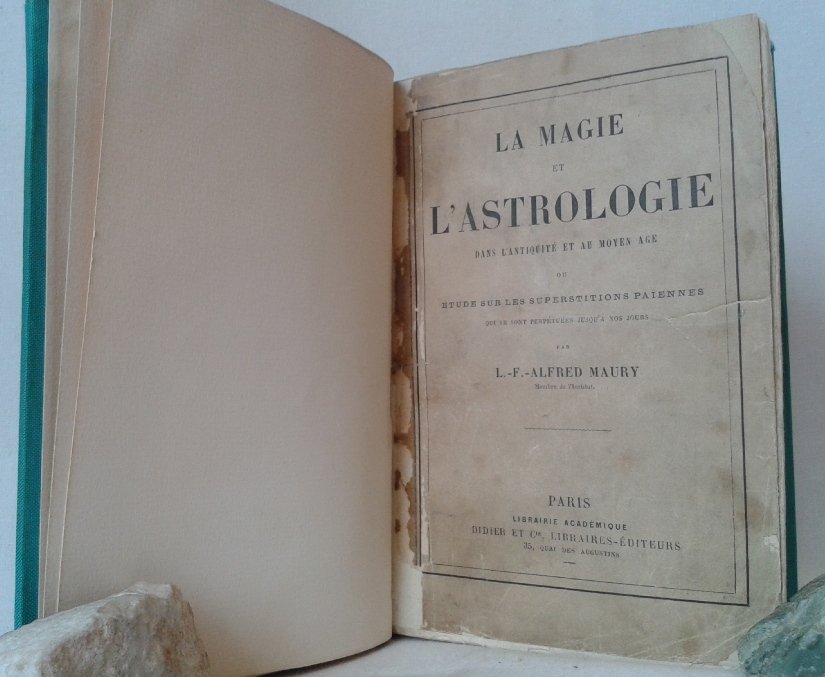 LA MAGIE
ET
L'ASTROLOGIE
DANS L'ANTIQUITÉ ET AU MOYEN AGE
OU
ETUDE SUR LES SUPERSTITIONS PAÏENNES
QUI SE SONT PERPÉTUÉES JUSQU'A NOS JOURS
PAR
L.-F.-ALFRED MAURY
Membre de l'Institut.
PARIS
LIBRAIRIE ACADÉMIQUE
DIDIER ET Cie, LIBRAIRES-ÉDITEURS
35, QUAI DES AUGUSTINS